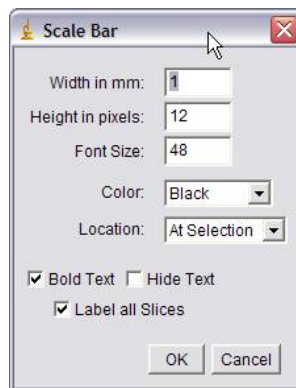 Scale Bar
Width in mm: 1
Height in pixels: 12
Font Size: 48
Color: Black
Location: At Selection
Bold Text Hide Text
Label all Slices
OK Cancel